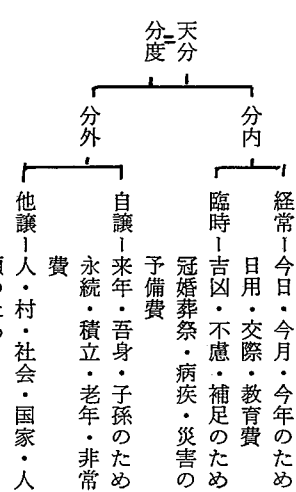 天分＝
分度
分内
経常ー今日・今月・今年のため
日用・交際・教育費
臨時ー吉凶・不慮・補足のため
冠婚葬祭・病疾・災害の
予備費
分外
自譲ー来年・吾身・子孫のため
永続・積立・老年・非常
費
他譲ー人・村・社会・国家・人